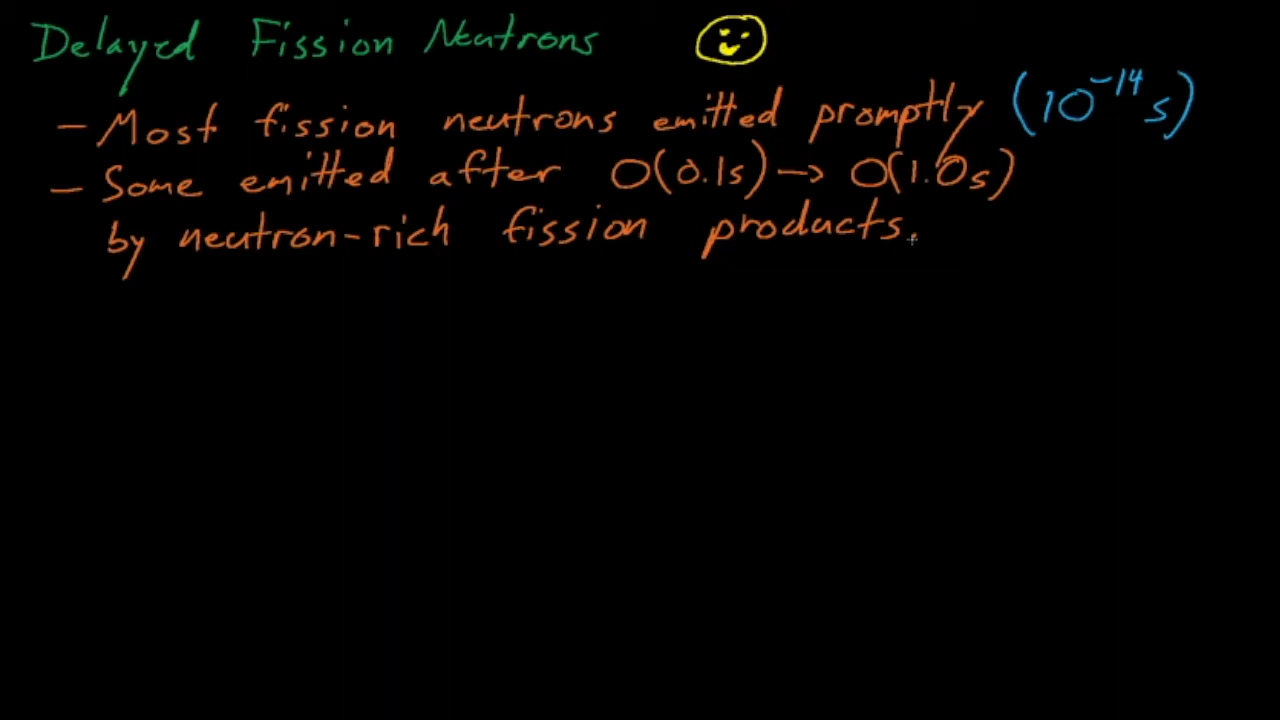 Delayed Fission Neutrons
- Most fission neutrons emitted promptly (10⁻¹⁴ s)
- Some emitted after O(0.1s) → O(1.0s)
by neutron-rich fission products.